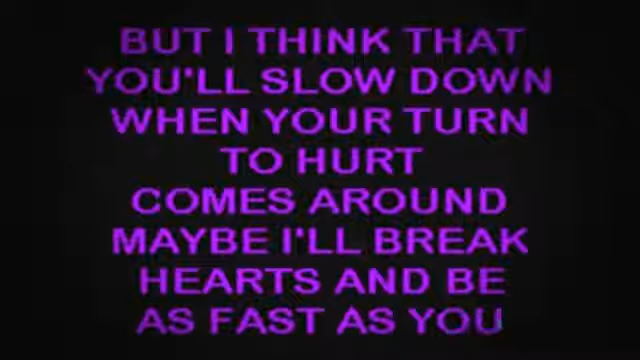 BUT I THINK THAT
YOU'LL SLOW DOWN
WHEN YOUR TURN
TO HURT
COMES AROUND
MAYBE I'LL BREAK
HEARTS AND BE
AS FAST AS YOU